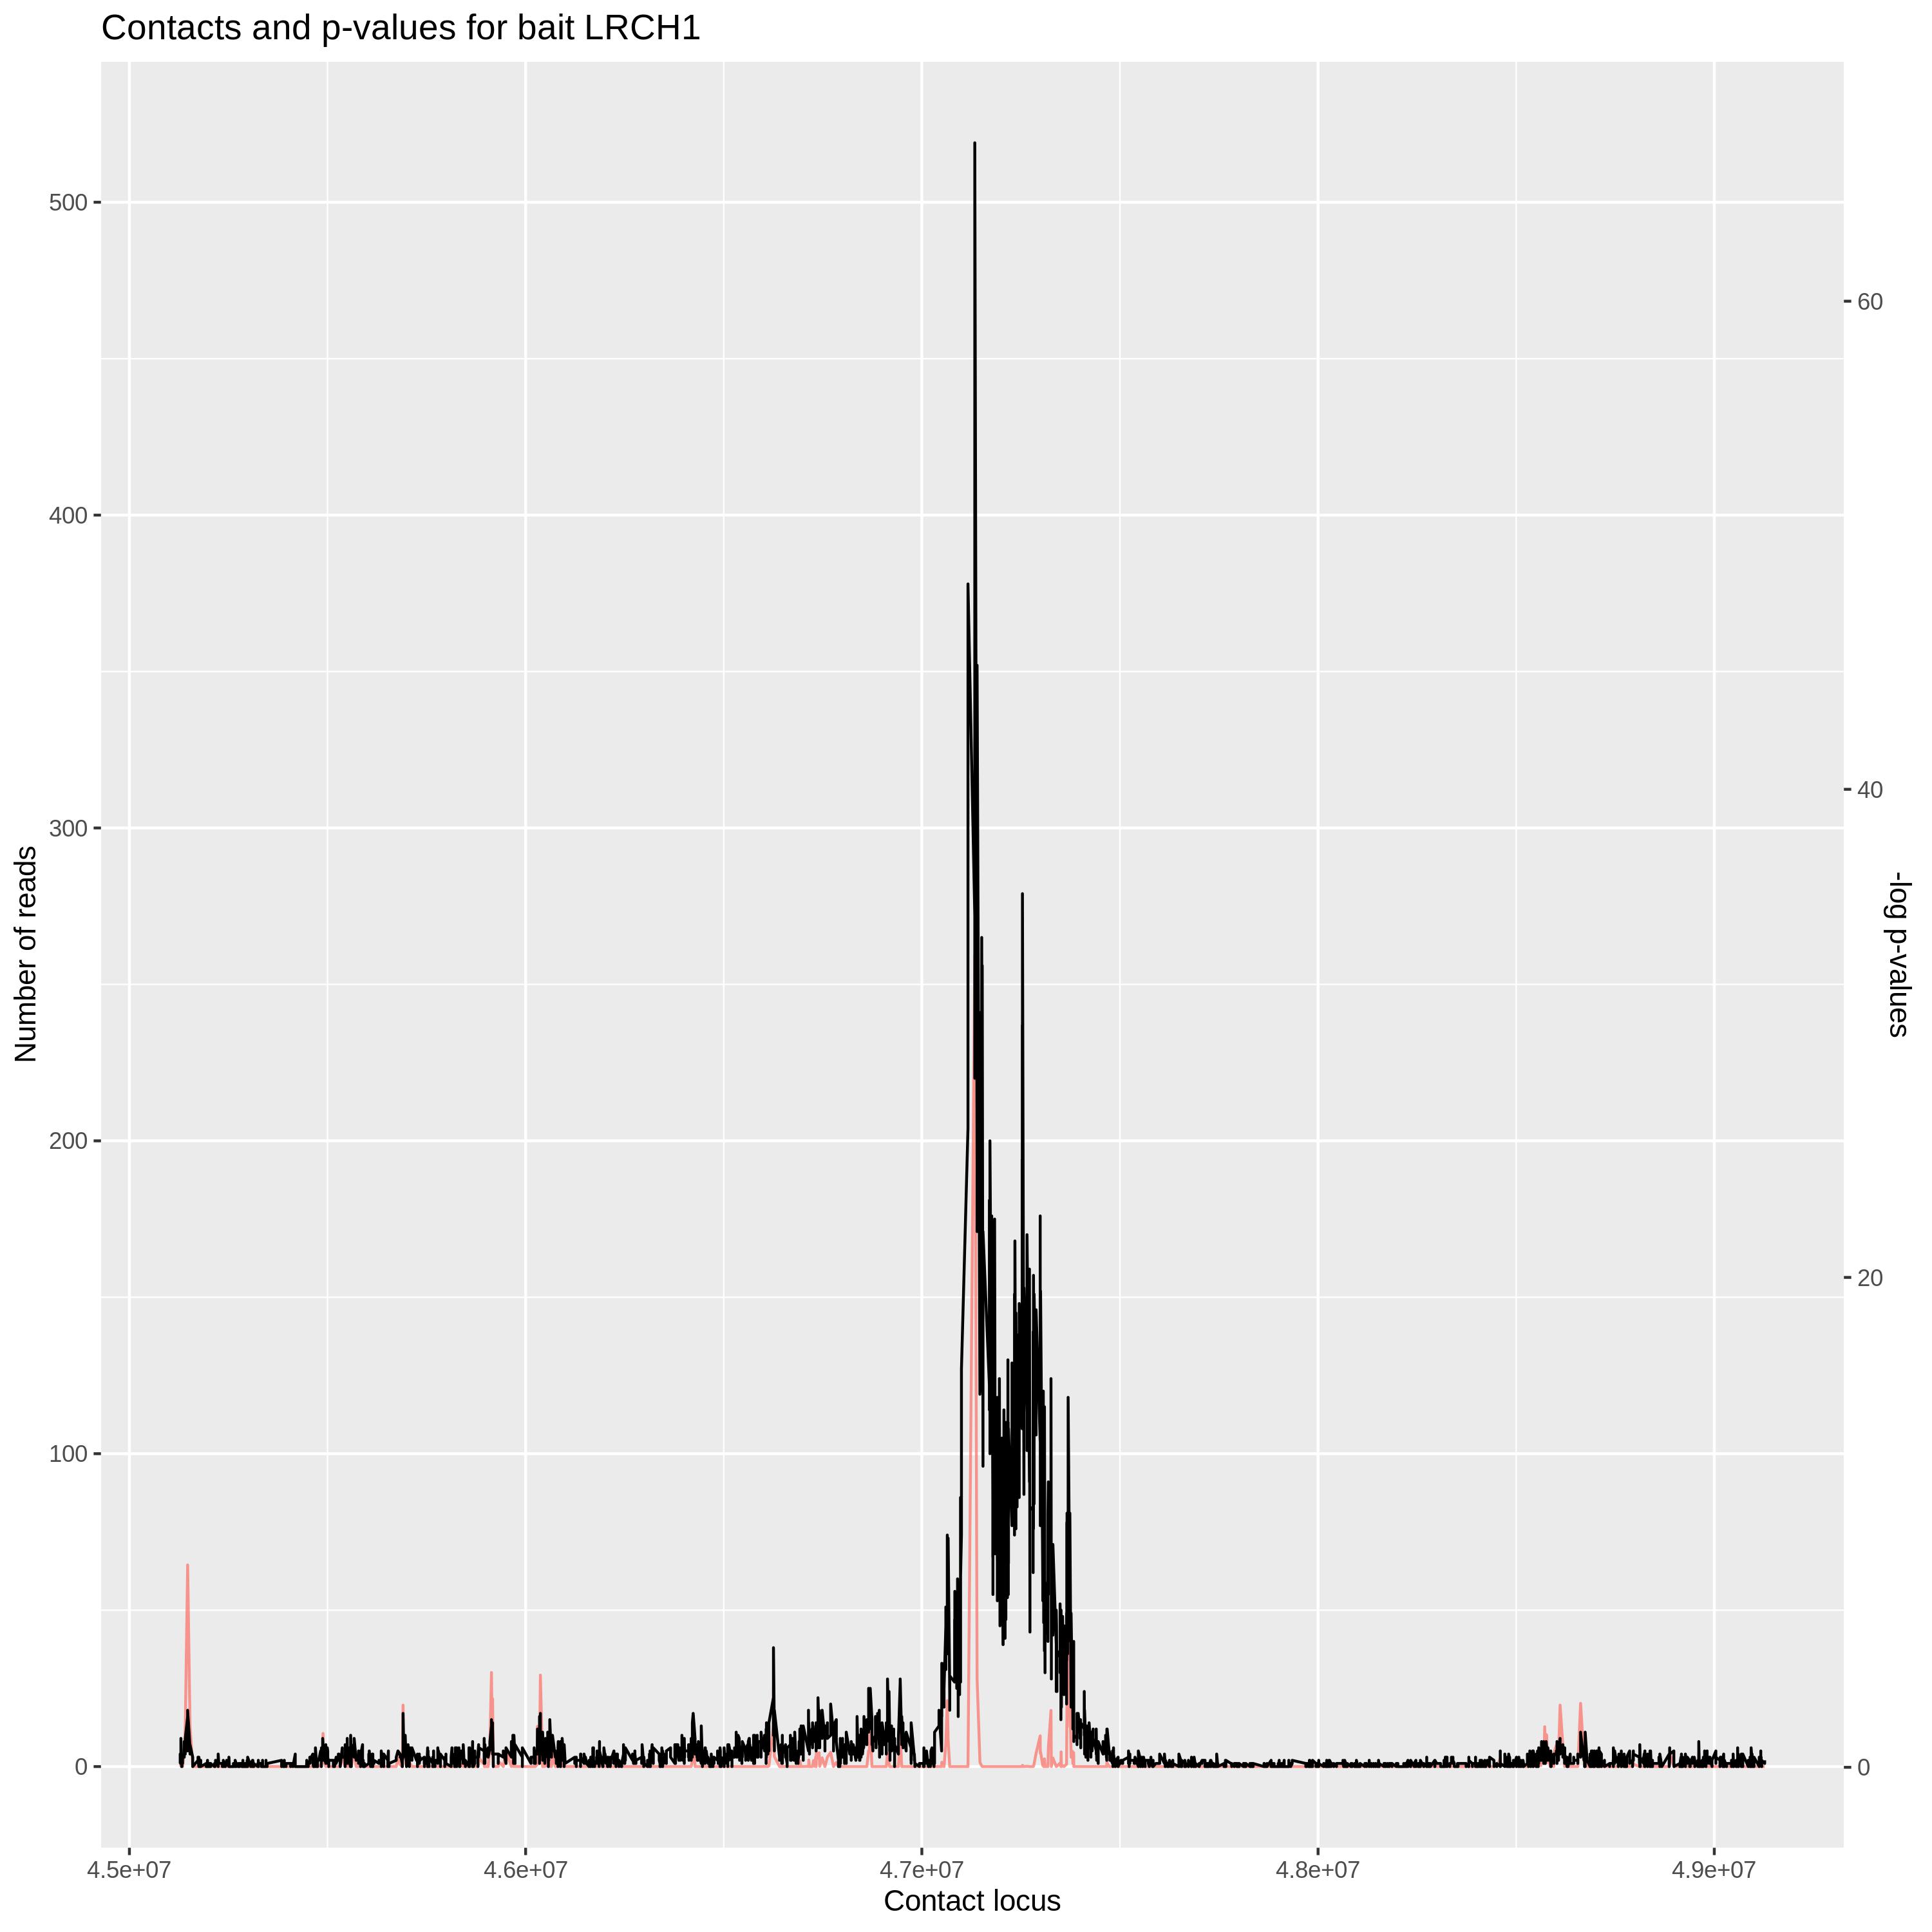 Contacts and p-values for bait LRCH1
Number of reads
500
400
300
200
100
0
60
40
20
0
-log p-values
4.5e+07 4.6e+07 4.7e+07 4.8e+07 4.9e+07
Contact locus